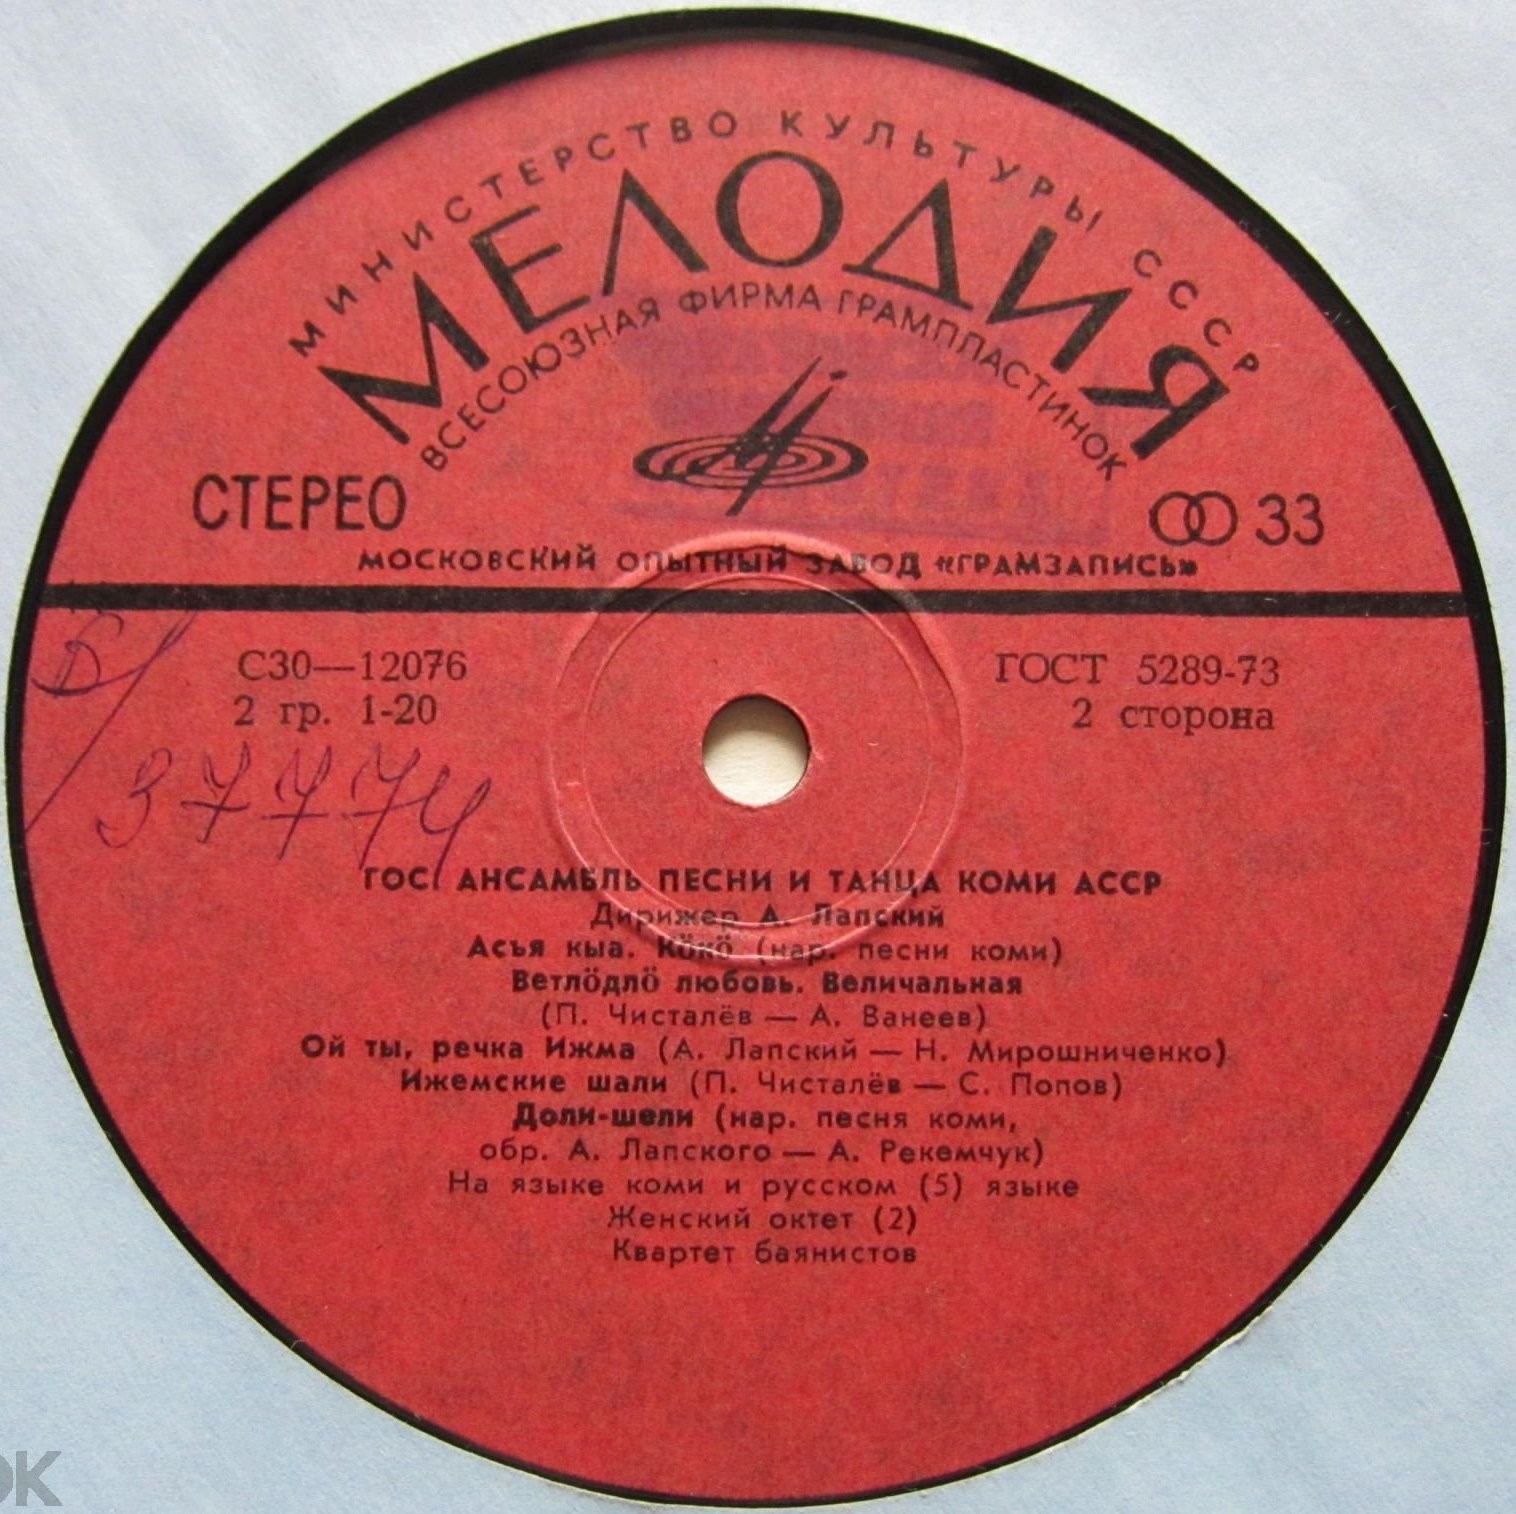 МИНИСТЕРСТВО КУЛЬТУРЫ СССР
МЕЛОДИЯ
ВСЕСОЮЗНАЯ ФИРМА ГРАМПЛАСТИНОК
СТЕРЕО
33
МОСКОВСКИЙ ОПЫТНЫЙ ЗАВОД «ГРАМЗАПИСЬ»
С30—12076
ГОСТ 5289-73
2 гр. 1-20
2 сторона
Б/
37774
ГОС. АНСАМБЛЬ ПЕСНИ И ТАНЦА КОМИ АССР
Дирижер А. Лапский
Асъя кыа. Кӧкӧ (нар. песни коми)
Ветлӧдлӧ любовь. Величальная
(П. Чисталёв — А. Ванеев)
Ой ты, речка Ижма (А. Лапский — Н. Мирошниченко)
Ижемские шали (П. Чисталёв — С. Попов)
Доли-шели (нар. песня коми,
обр. А. Лапского — А. Рекемчук)
На языке коми и русском (5) языке
Женский октет (2)
Квартет баянистов